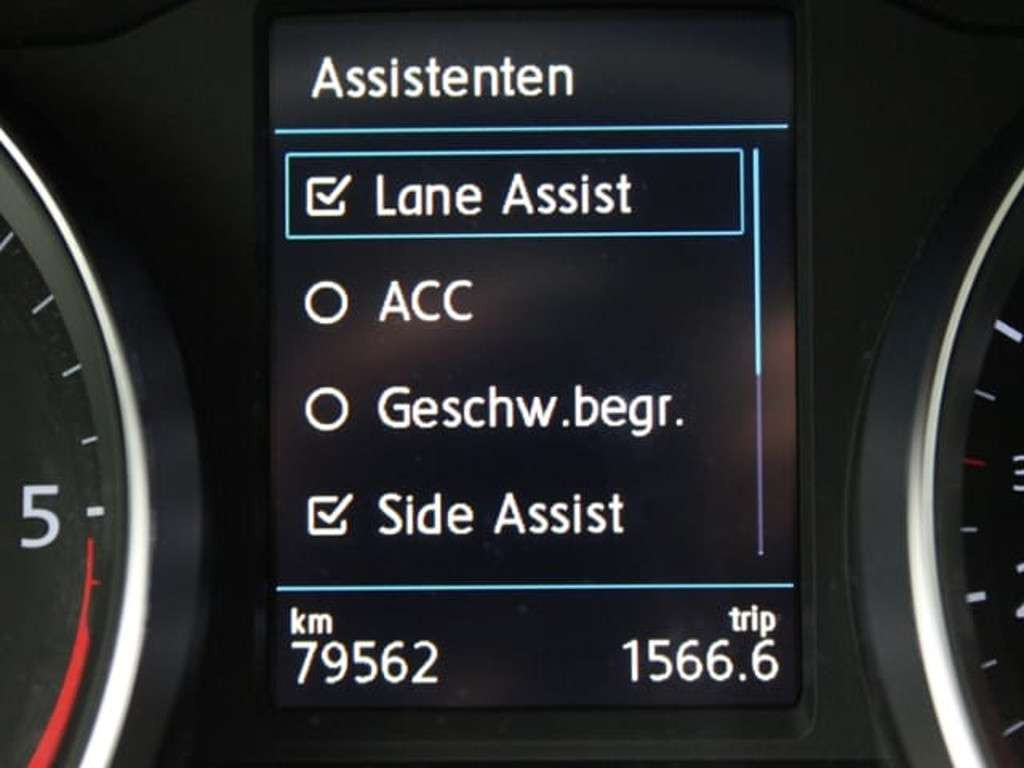 Assistenten
Lane Assist
ACC
Geschw.begr.
Side Assist
km trip
79562 1566.6
5